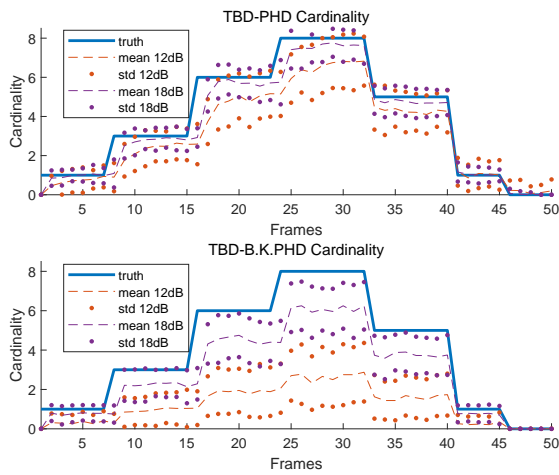 TBD-PHD Cardinality
8
6
4
2
0
Cardinality
truth
mean 12dB
std 12dB
mean 18dB
std 18dB
5 10 15 20 25 30 35 40 45 50
Frames
TBD-B.K.PHD Cardinality
8
6
4
2
0
Cardinality
truth
mean 12dB
std 12dB
mean 18dB
std 18dB
5 10 15 20 25 30 35 40 45 50
Frames